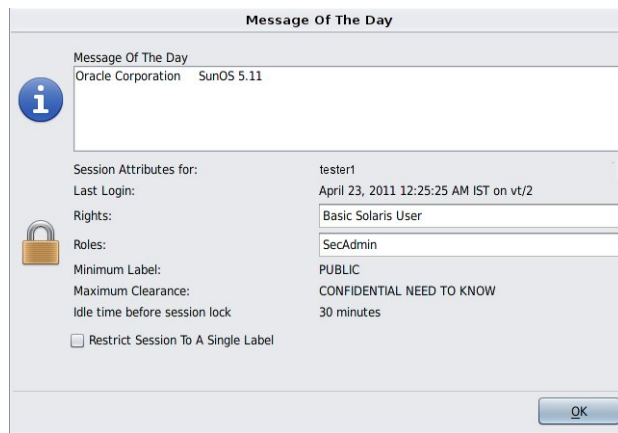 Message Of The Day
Message Of The Day
Oracle Corporation SunOS 5.11
Session Attributes for: tester1
Last Login: April 23, 2011 12:25:25 AM IST on vt/2
Rights: Basic Solaris User
Roles: SecAdmin
Minimum Label: PUBLIC
Maximum Clearance: CONFIDENTIAL NEED TO KNOW
Idle time before session lock 30 minutes
Restrict Session To A Single Label
OK